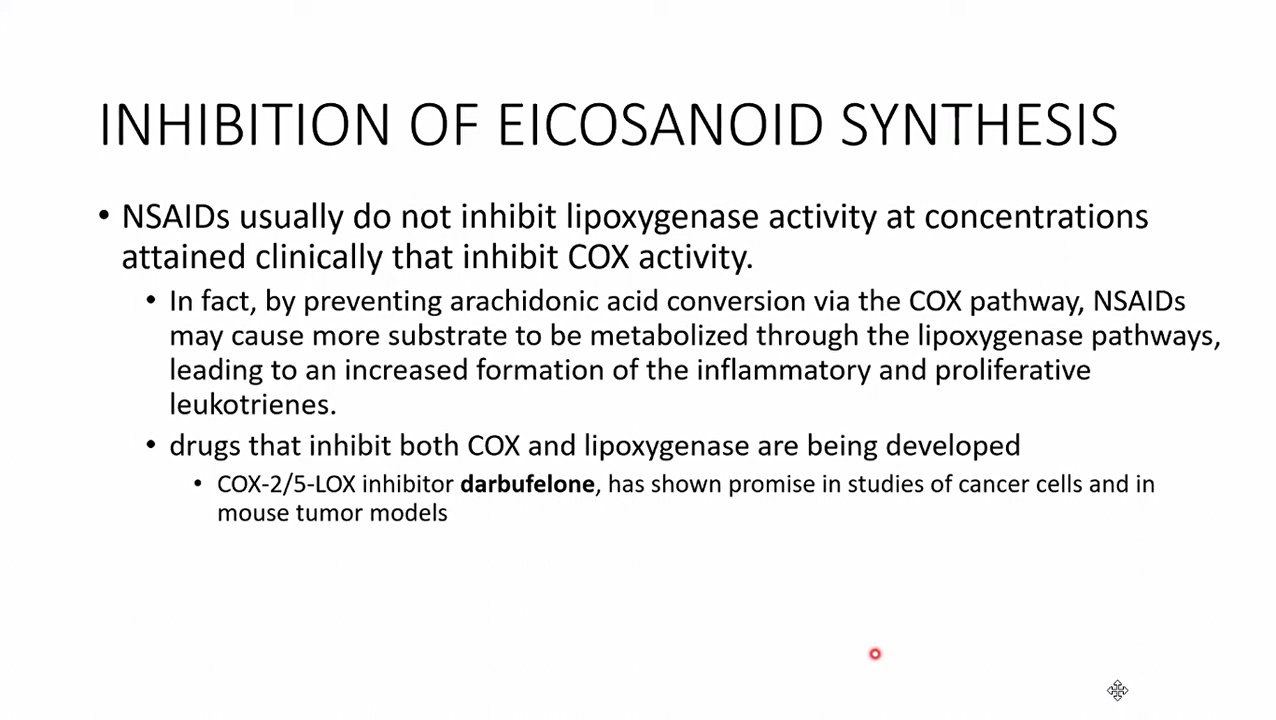 INHIBITION OF EICOSANOID SYNTHESIS
• NSAIDs usually do not inhibit lipoxygenase activity at concentrations
attained clinically that inhibit COX activity.
• In fact, by preventing arachidonic acid conversion via the COX pathway, NSAIDs
may cause more substrate to be metabolized through the lipoxygenase pathways,
leading to an increased formation of the inflammatory and proliferative
leukotrienes.
• drugs that inhibit both COX and lipoxygenase are being developed
• COX-2/5-LOX inhibitor darbufelone, has shown promise in studies of cancer cells and in
mouse tumor models